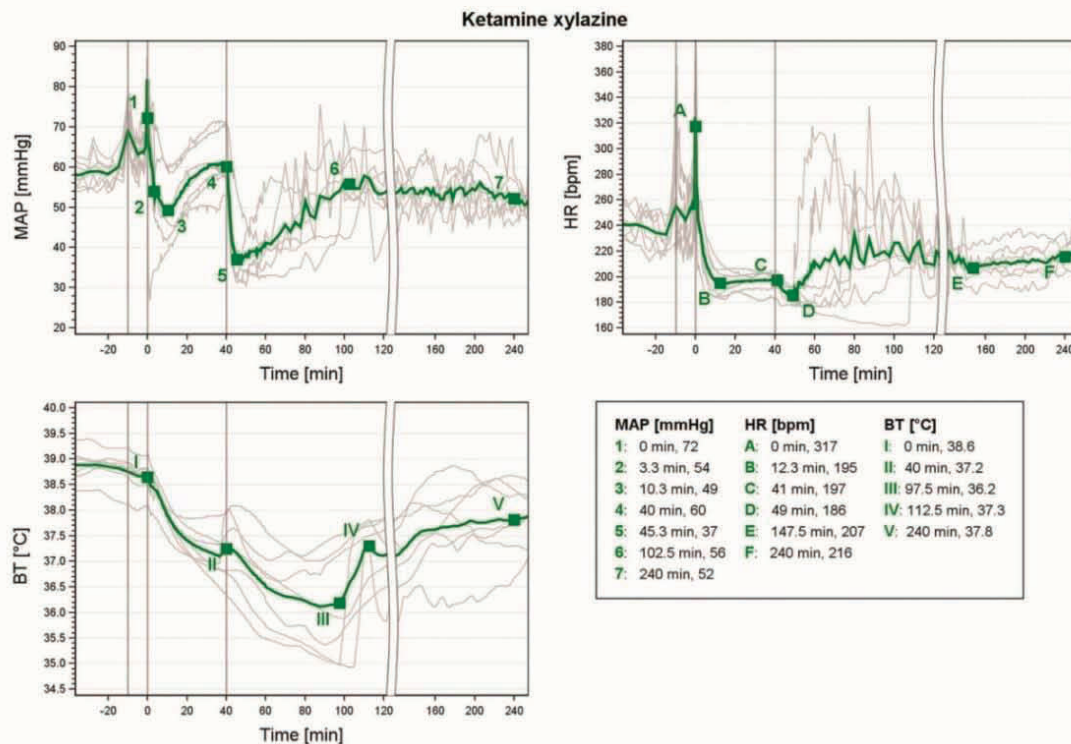 Ketamine xylazine
MAP [mmHg]
90
80
70
60
50
40
30
20
1
2
3
4
5
6
7
-20 0 20 40 60 80 100 120 200 240
Time [min]
HR [bpm]
380
360
340
320
300
280
260
240
220
200
180
160
A
B
C
D
E
F
-20 0 20 40 60 80 100 120 160 200 240
Time [min]
BT [°C]
40.0
39.5
39.0
38.5
38.0
37.5
37.0
36.5
36.0
35.5
35.0
34.5
I
II
III
IV
V
-20 0 20 40 60 80 100 120 200 240
Time [min]
MAP [mmHg] HR [bpm] BT [°C]
1: 0 min, 72 A: 0 min, 317 I: 0 min, 38.6
2: 3.3 min, 54 B: 12.3 min, 195 II: 40 min, 37.2
3: 10.3 min, 49 C: 41 min, 197 III: 97.5 min, 36.2
4: 40 min, 60 D: 49 min, 186 IV: 112.5 min, 37.3
5: 45.3 min, 37 E: 147.5 min, 207 V: 240 min, 37.8
6: 102.5 min, 56 F: 240 min, 216
7: 240 min, 52